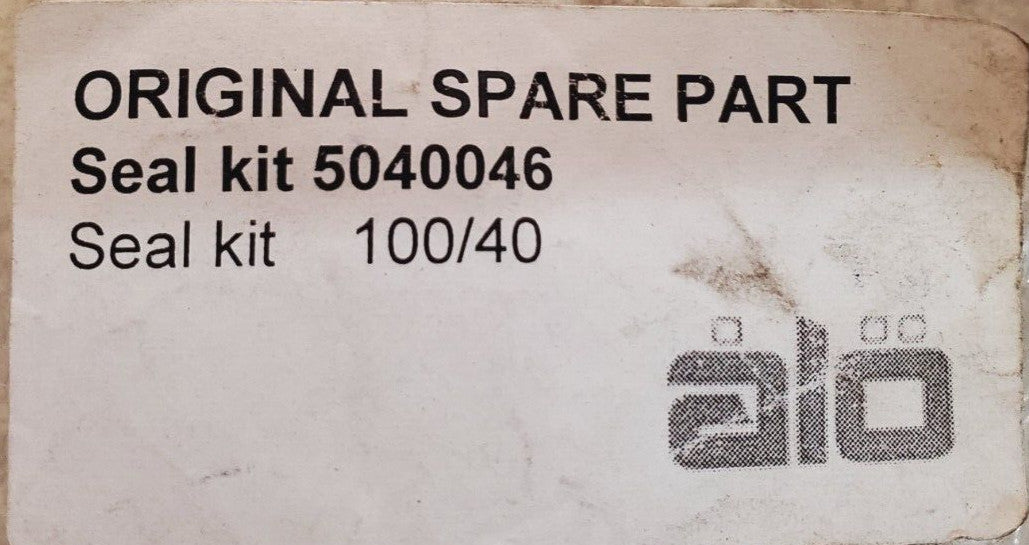 ORIGINAL SPARE PART
Seal kit 5040046
Seal kit 100/40
ålö